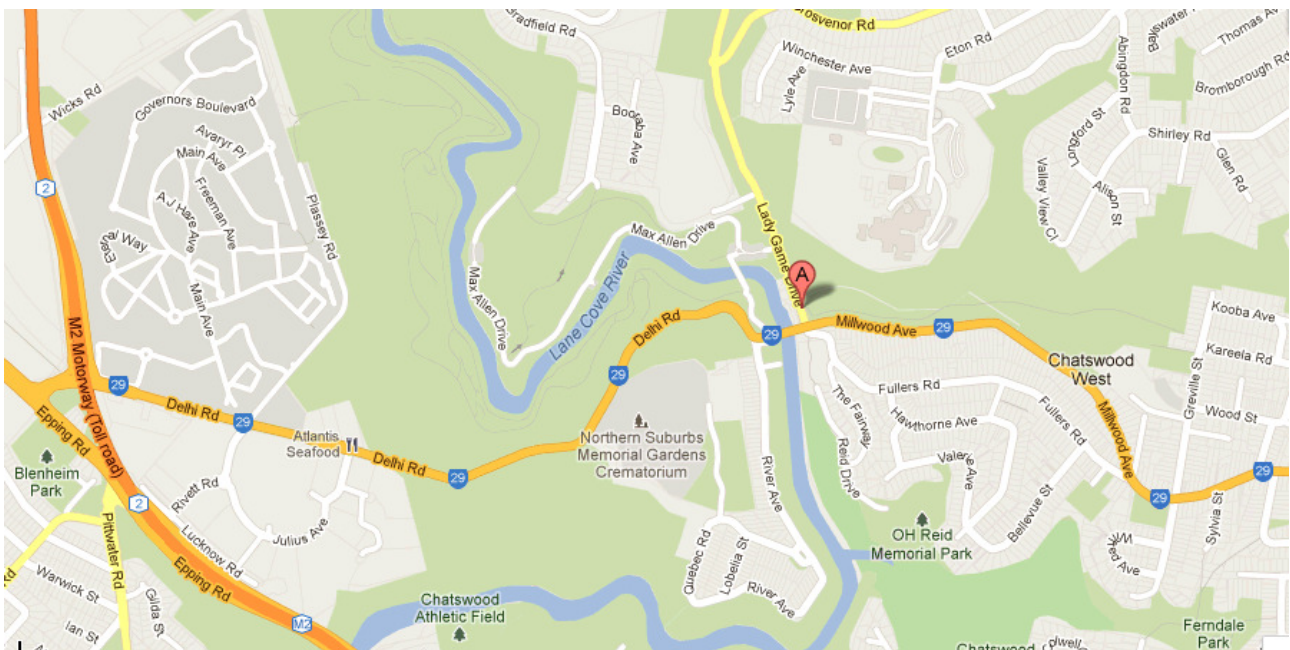 Bradfield Rd
Grosvenor Rd
Winchester Ave
Lyle Ave
Eton Rd
Abingdon Rd
Thomas Ave
Bromborough Rd
Wicks Rd
Governors Boulevard
Avaryr Pl
Main Ave
Freeman Ave
A J Hare Ave
Main Ave
Plassey Rd
2
M2 Motorway (Toll road)
Longford St
Shirley Rd
Glen Rd
Alison St
Valley View Cl
Max Allen Drive
Max Allen Drive
Lady Game Drive
A
Lane Cove River
Delhi Rd
29
Millwood Ave
29
Kooba Ave
Kareela Rd
Greville St
Wood St
Chatswood
West
29
Delhi Rd
29
Atlantis
Seafood
Delhi Rd
29
29
Northern Suburbs
Memorial Gardens
Crematorium
Fullers Rd
Fullers Rd
The Fairway
Hawthorne Ave
Reid Drive
Millwood Ave
29
29
Epping Rd
Blenheim
Park
2
Rivett Rd
Julius Ave
Lucknow Rd
Pittwater Rd
Epping Rd
M2
Warwick St
Gilda St
Ian St
Rd
River Ave
Quebec Rd
Lobelia St
River Ave
Bellevue St
OH Reid
Memorial Park
Sylvia St
Chatswood
Athletic Field
Chatswood
Ferndale
Park